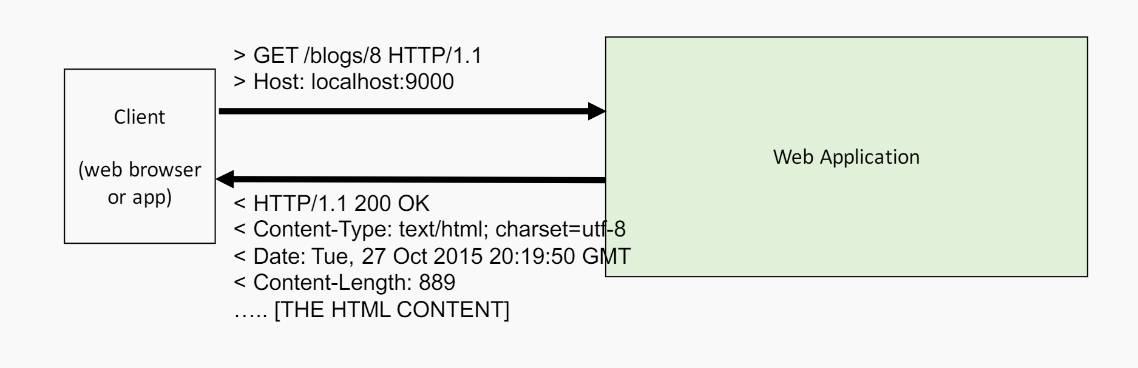 > GET /blogs/8 HTTP/1.1
> Host: localhost:9000
Client
(web browser
or app)
Web Application
< HTTP/1.1 200 OK
< Content-Type: text/html; charset=utf-8
< Date: Tue, 27 Oct 2015 20:19:50 GMT
< Content-Length: 889
….. [THE HTML CONTENT]